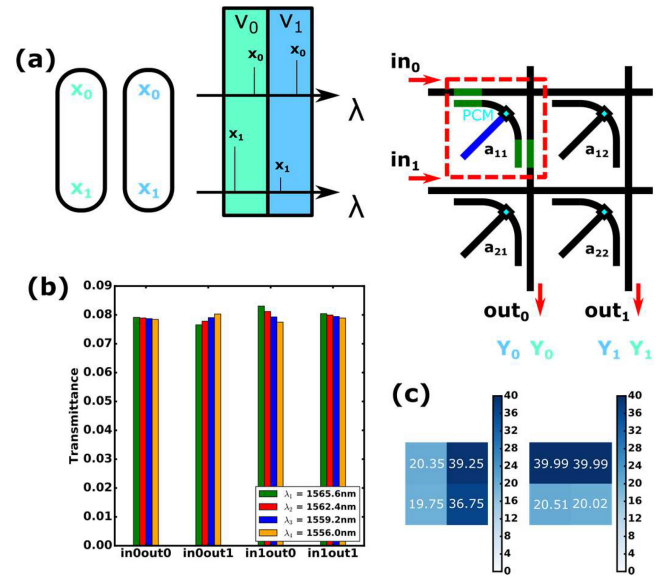 (a)
x₀
x₁
x₀
x₁
V₀ V₁
x₀
x₀
λ
x₁
x₁
λ
in₀
PCM
a₁₁
a₁₂
in₁
a₂₁
a₂₂
out₀ out₁
Y₀ Y₀ Y₁ Y₁
(b)
Transmittance
0.09
0.08
0.07
0.06
0.05
0.04
0.03
0.02
0.01
0.00
in0out0 in0out1 in1out0 in1out1
λ₁ = 1565.6nm
λ₂ = 1562.4nm
λ₃ = 1559.2nm
λ₄ = 1556.0nm
(c)
20.35 39.25
19.75 36.75
40
36
32
28
24
20
16
12
8
4
0
39.99 39.99
20.51 20.02
40
36
32
28
24
20
16
12
8
4
0